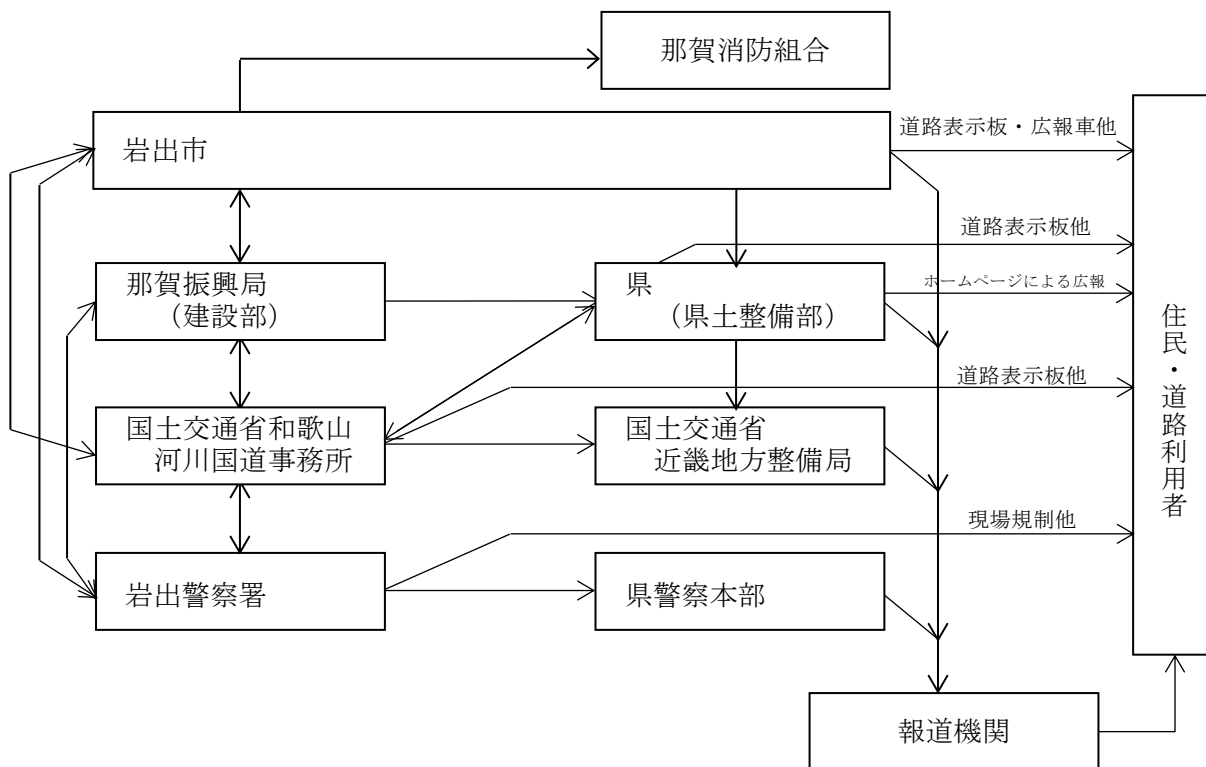 那賀消防組合
岩出市
道路表示板・広報車他
道路表示板他
那賀振興局
（建設部）
県
（県土整備部）
ホームページによる広報
道路表示板他
国土交通省和歌山
河川国道事務所
国土交通省
近畿地方整備局
現場規制他
岩出警察署
県警察本部
住民・道路利用者
報道機関